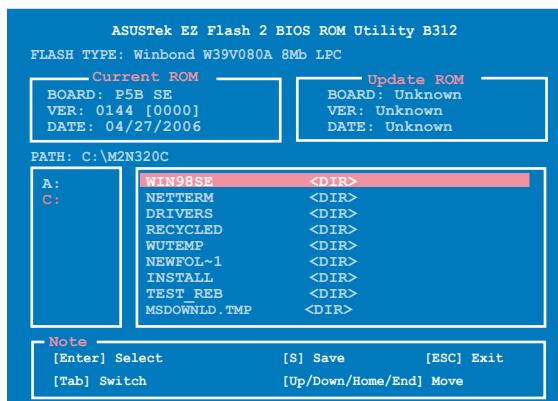 ASUSTek EZ Flash 2 BIOS ROM Utility B312
FLASH TYPE: Winbond W39V080A 8Mb LPC
Current ROM
BOARD: P5B SE
VER: 0144 [0000]
DATE: 04/27/2006
Update ROM
BOARD: Unknown
VER: Unknown
DATE: Unknown
PATH: C:\M2N320C
A:
C:
WIN98SE <DIR>
NETTERM <DIR>
DRIVERS <DIR>
RECYCLED <DIR>
WUTEMP <DIR>
NEWFOL~1 <DIR>
INSTALL <DIR>
TEST_REB <DIR>
MSDOWNLD.TMP <DIR>
Note
[Enter] Select [S] Save [ESC] Exit
[Tab] Switch [Up/Down/Home/End] Move